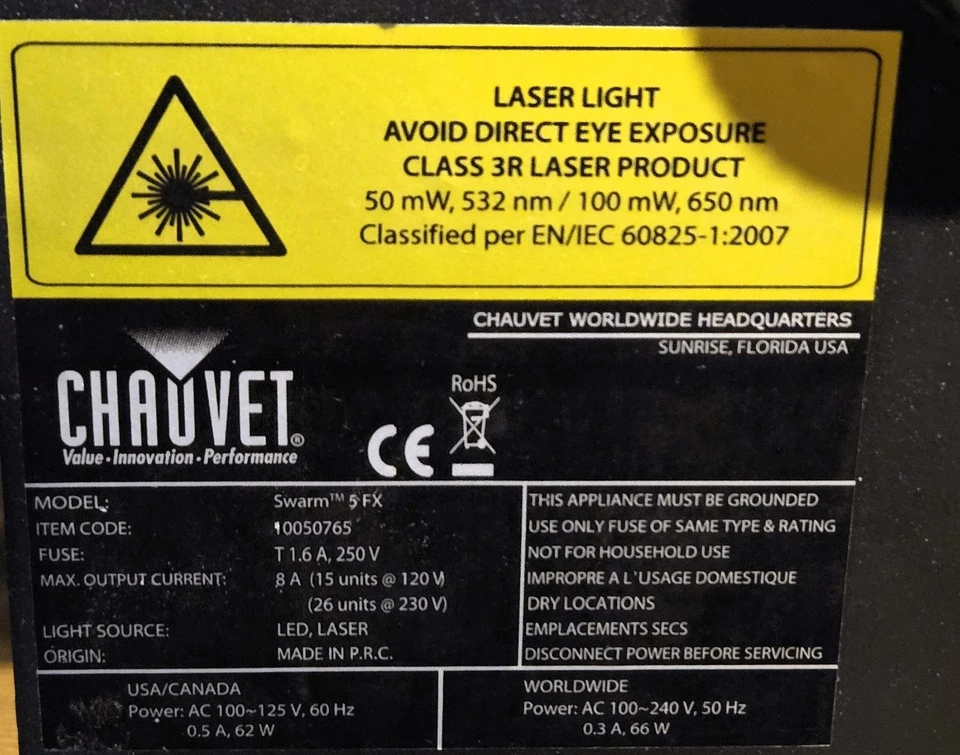 LASER LIGHT
AVOID DIRECT EYE EXPOSURE
CLASS 3R LASER PRODUCT
50 mW, 532 nm / 100 mW, 650 nm
Classified per EN/IEC 60825-1:2007
CHAUVET WORLDWIDE HEADQUARTERS
SUNRISE, FLORIDA USA
CHAUVET®
Value • Innovation • Performance
CE
RoHS
MODEL: Swarm™ 5 FX
ITEM CODE: 10050765
FUSE: T 1.6 A, 250 V
MAX. OUTPUT CURRENT: 8 A (15 units @ 120 V)
(26 units @ 230 V)
LIGHT SOURCE: LED, LASER
ORIGIN: MADE IN P.R.C.
THIS APPLIANCE MUST BE GROUNDED
USE ONLY FUSE OF SAME TYPE & RATING
NOT FOR HOUSEHOLD USE
IMPROPRE A L'USAGE DOMESTIQUE
DRY LOCATIONS
EMPLACEMENTS SECS
DISCONNECT POWER BEFORE SERVICING
USA/CANADA
Power: AC 100~125 V, 60 Hz
0.5 A, 62 W
WORLDWIDE
Power: AC 100~240 V, 50 Hz
0.3 A, 66 W